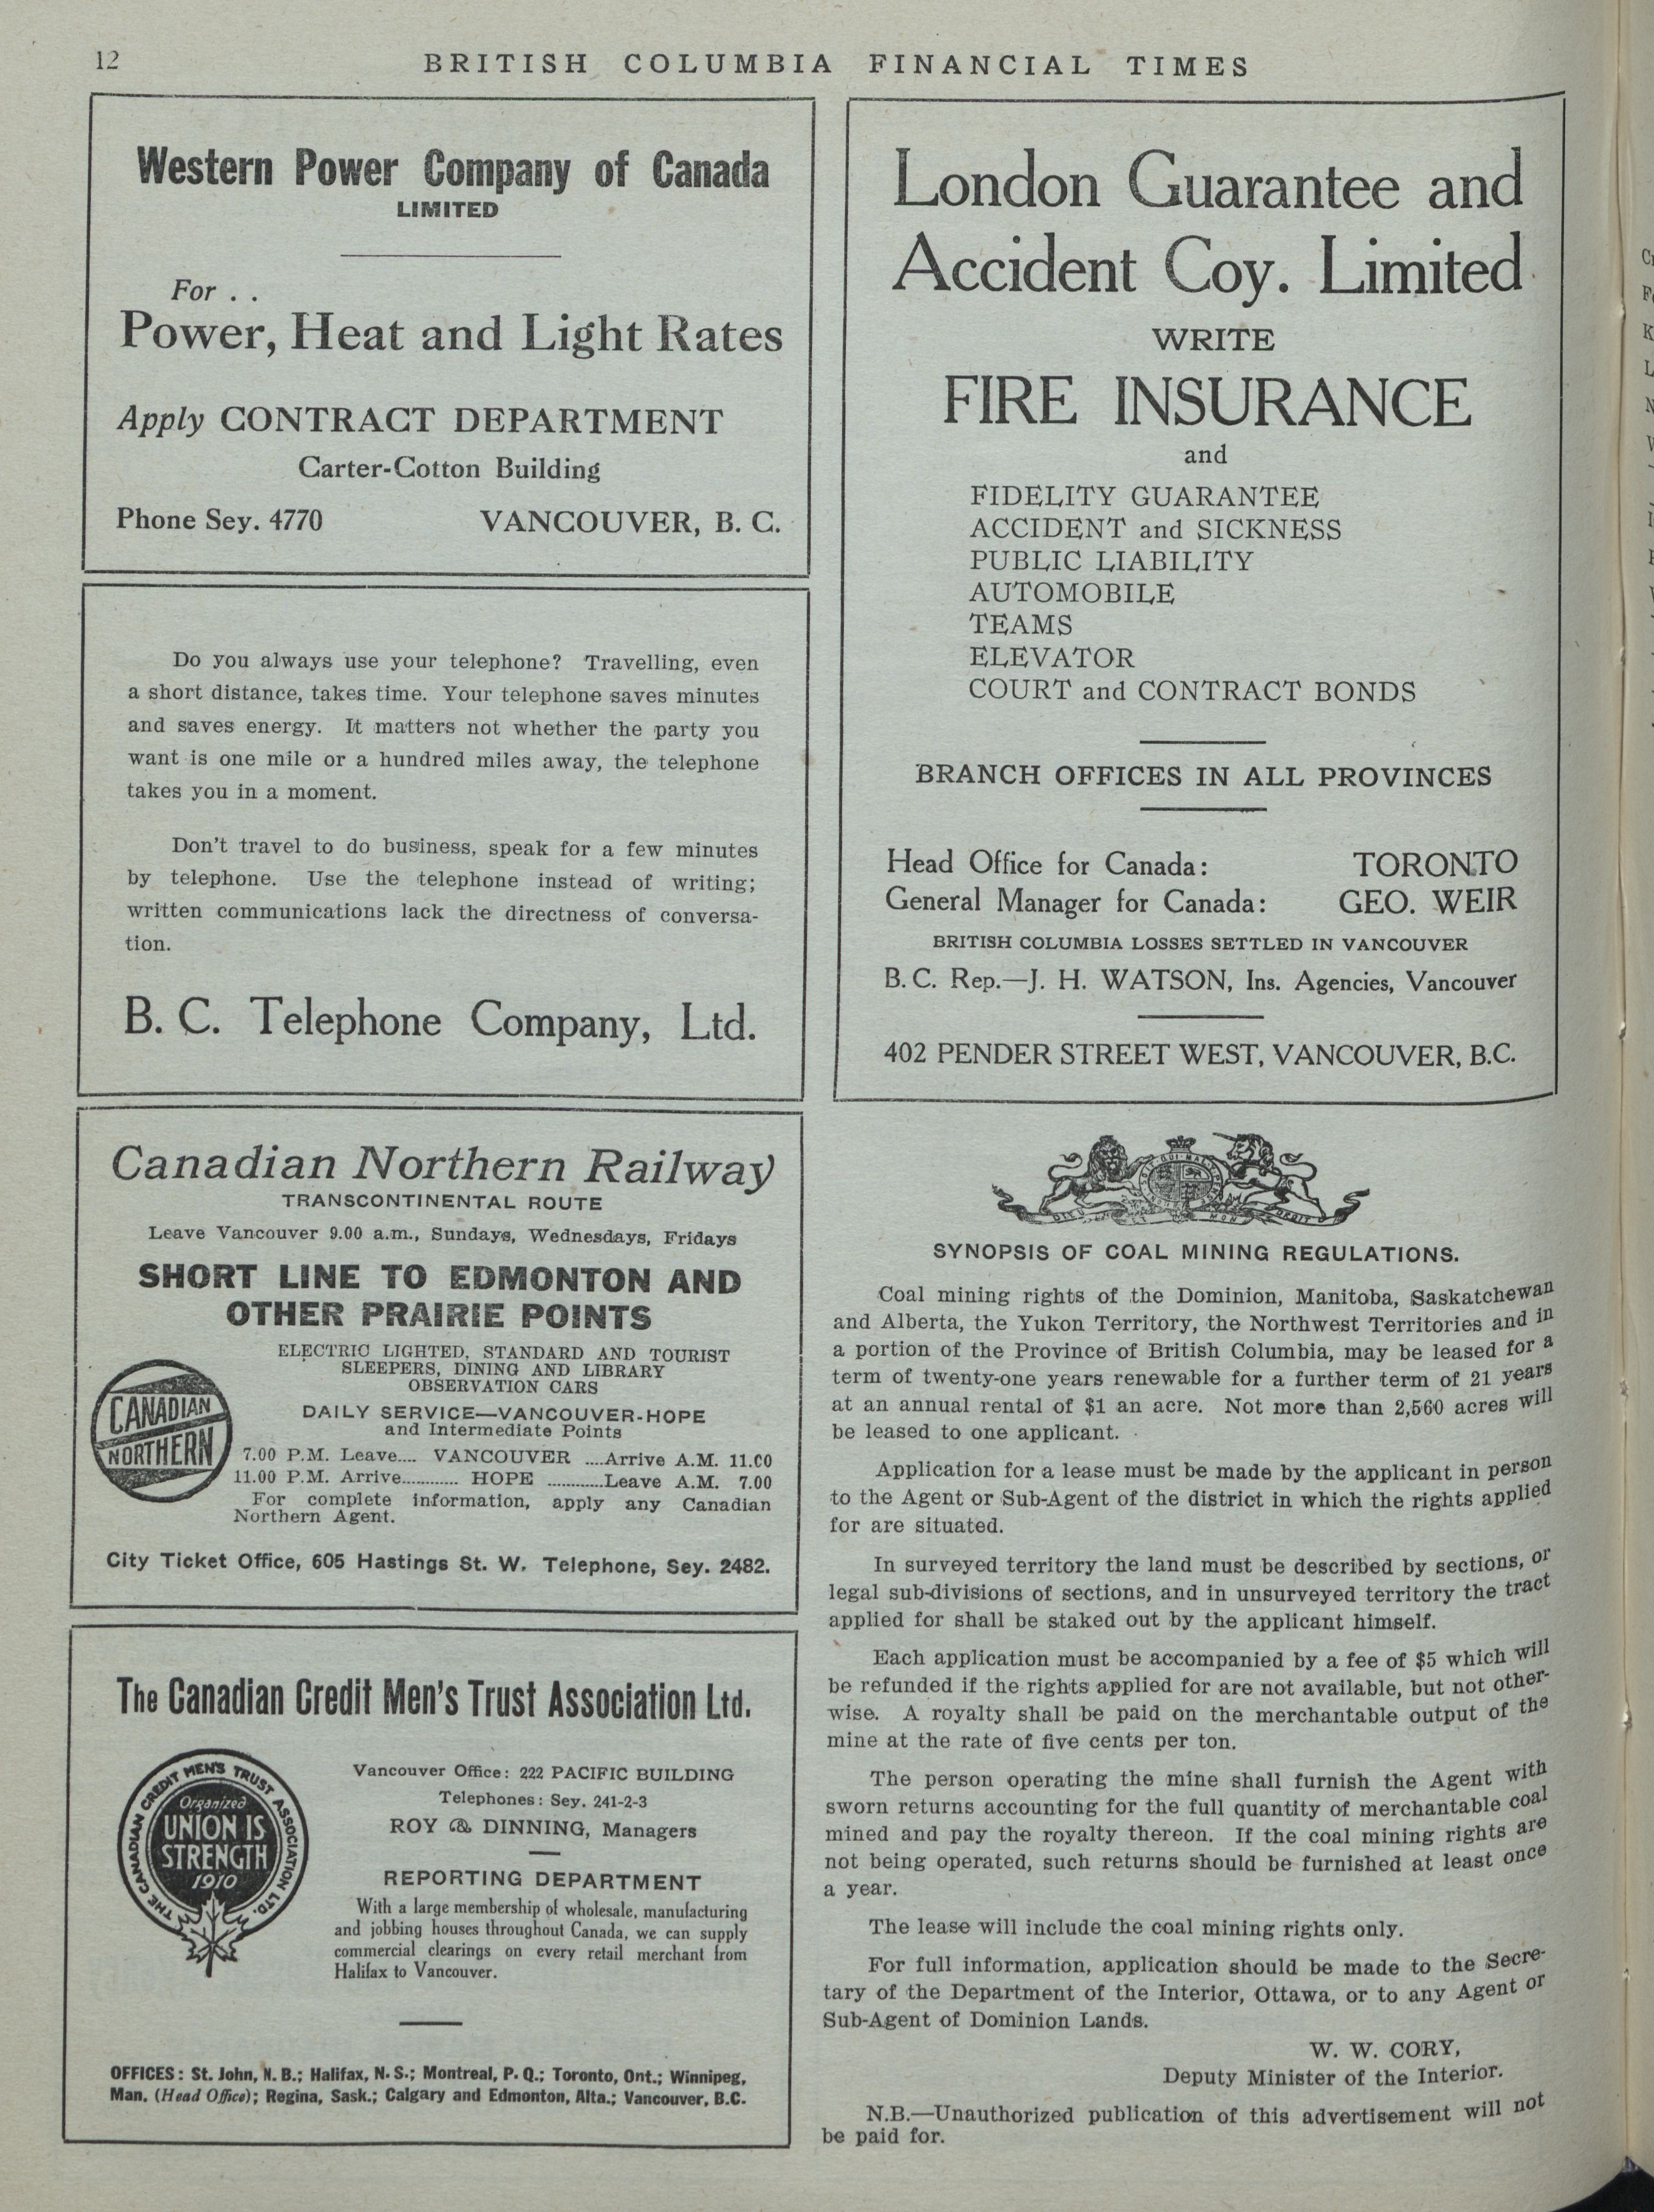 12
BRITISH COLUMBIA FINANCIAL TIMES
Western Power Company of Canada
LIMITED
For . .
Power, Heat and Light Rates
Apply CONTRACT DEPARTMENT
Carter-Cotton Building
Phone Sey. 4770 VANCOUVER, B. C.
Do you always use your telephone? Travelling, even
a short distance, takes time. Your telephone saves minutes
and saves energy. It matters not whether the party you
want is one mile or a hundred miles away, the telephone
takes you in a moment.
Don't travel to do business, speak for a few minutes
by telephone. Use the telephone instead of writing;
written communications lack the directness of conversa-
tion.
B. C. Telephone Company, Ltd.
Canadian Northern Railway
TRANSCONTINENTAL ROUTE
Leave Vancouver 9.00 a.m., Sundays, Wednesdays, Fridays
SHORT LINE TO EDMONTON AND
OTHER PRAIRIE POINTS
ELECTRIC LIGHTED, STANDARD AND TOURIST
SLEEPERS, DINING AND LIBRARY
OBSERVATION CARS
CANADIAN
NORTHERN
DAILY SERVICE—VANCOUVER-HOPE
and Intermediate Points
7.00 P.M. Leave.... VANCOUVER ....Arrive A.M. 11.00
11.00 P.M. Arrive............ HOPE ............Leave A.M. 7.00
For complete information, apply any Canadian
Northern Agent.
City Ticket Office, 605 Hastings St. W. Telephone, Sey. 2482.
The Canadian Credit Men's Trust Association Ltd.
THE CANADIAN CREDIT MEN'S TRUST ASSOCIATION LTD.
Organized
UNION IS
STRENGTH
1910
Vancouver Office: 222 PACIFIC BUILDING
Telephones: Sey. 241-2-3
ROY & DINNING, Managers
REPORTING DEPARTMENT
With a large membership of wholesale, manufacturing
and jobbing houses throughout Canada, we can supply
commercial clearings on every retail merchant from
Halifax to Vancouver.
OFFICES: St. John, N. B.; Halifax, N. S.; Montreal, P. Q.; Toronto, Ont.; Winnipeg,
Man. (Head Office); Regina, Sask.; Calgary and Edmonton, Alta.; Vancouver, B.C.
London Guarantee and
Accident Coy. Limited
WRITE
FIRE INSURANCE
and
FIDELITY GUARANTEE
ACCIDENT and SICKNESS
PUBLIC LIABILITY
AUTOMOBILE
TEAMS
ELEVATOR
COURT and CONTRACT BONDS
BRANCH OFFICES IN ALL PROVINCES
Head Office for Canada: TORONTO
General Manager for Canada: GEO. WEIR
BRITISH COLUMBIA LOSSES SETTLED IN VANCOUVER
B. C. Rep.—J. H. WATSON, Ins. Agencies, Vancouver
402 PENDER STREET WEST, VANCOUVER, B.C.
SYNOPSIS OF COAL MINING REGULATIONS.
Coal mining rights of the Dominion, Manitoba, Saskatchewan
and Alberta, the Yukon Territory, the Northwest Territories and in
a portion of the Province of British Columbia, may be leased for a
term of twenty-one years renewable for a further term of 21 years
at an annual rental of $1 an acre. Not more than 2,560 acres will
be leased to one applicant.
Application for a lease must be made by the applicant in person
to the Agent or Sub-Agent of the district in which the rights applied
for are situated.
In surveyed territory the land must be described by sections, or
legal sub-divisions of sections, and in unsurveyed territory the tract
applied for shall be staked out by the applicant himself.
Each application must be accompanied by a fee of $5 which will
be refunded if the rights applied for are not available, but not other-
wise. A royalty shall be paid on the merchantable output of the
mine at the rate of five cents per ton.
The person operating the mine shall furnish the Agent with
sworn returns accounting for the full quantity of merchantable coal
mined and pay the royalty thereon. If the coal mining rights are
not being operated, such returns should be furnished at least once
a year.
The lease will include the coal mining rights only.
For full information, application should be made to the Secre-
tary of the Department of the Interior, Ottawa, or to any Agent or
Sub-Agent of Dominion Lands.
W. W. CORY,
Deputy Minister of the Interior.
N.B.—Unauthorized publication of this advertisement will not
be paid for.